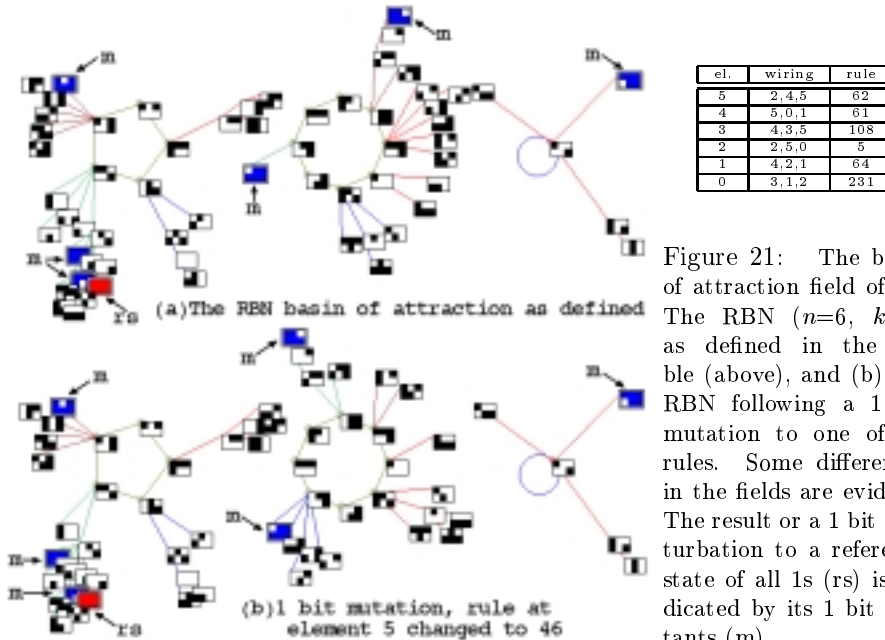 m
m
m
m
m
rs
(a)The RBN basin of attraction as defined
m
m
m
m
m
m
rs
(b)1 bit mutation, rule at
element 5 changed to 46
el. wiring rule
5 2,4,5 62
4 5,0,1 61
3 4,3,5 108
2 2,5,0 5
1 4,2,1 64
0 3,1,2 231
Figure 21: The b
of attraction field of
The RBN (n=6, k
as defined in the
ble (above), and (b)
RBN following a 1
mutation to one of
rules. Some differen
in the fields are evid
The result or a 1 bit
turbation to a refere
state of all 1s (rs) is
dicated by its 1 bit
tants (m).